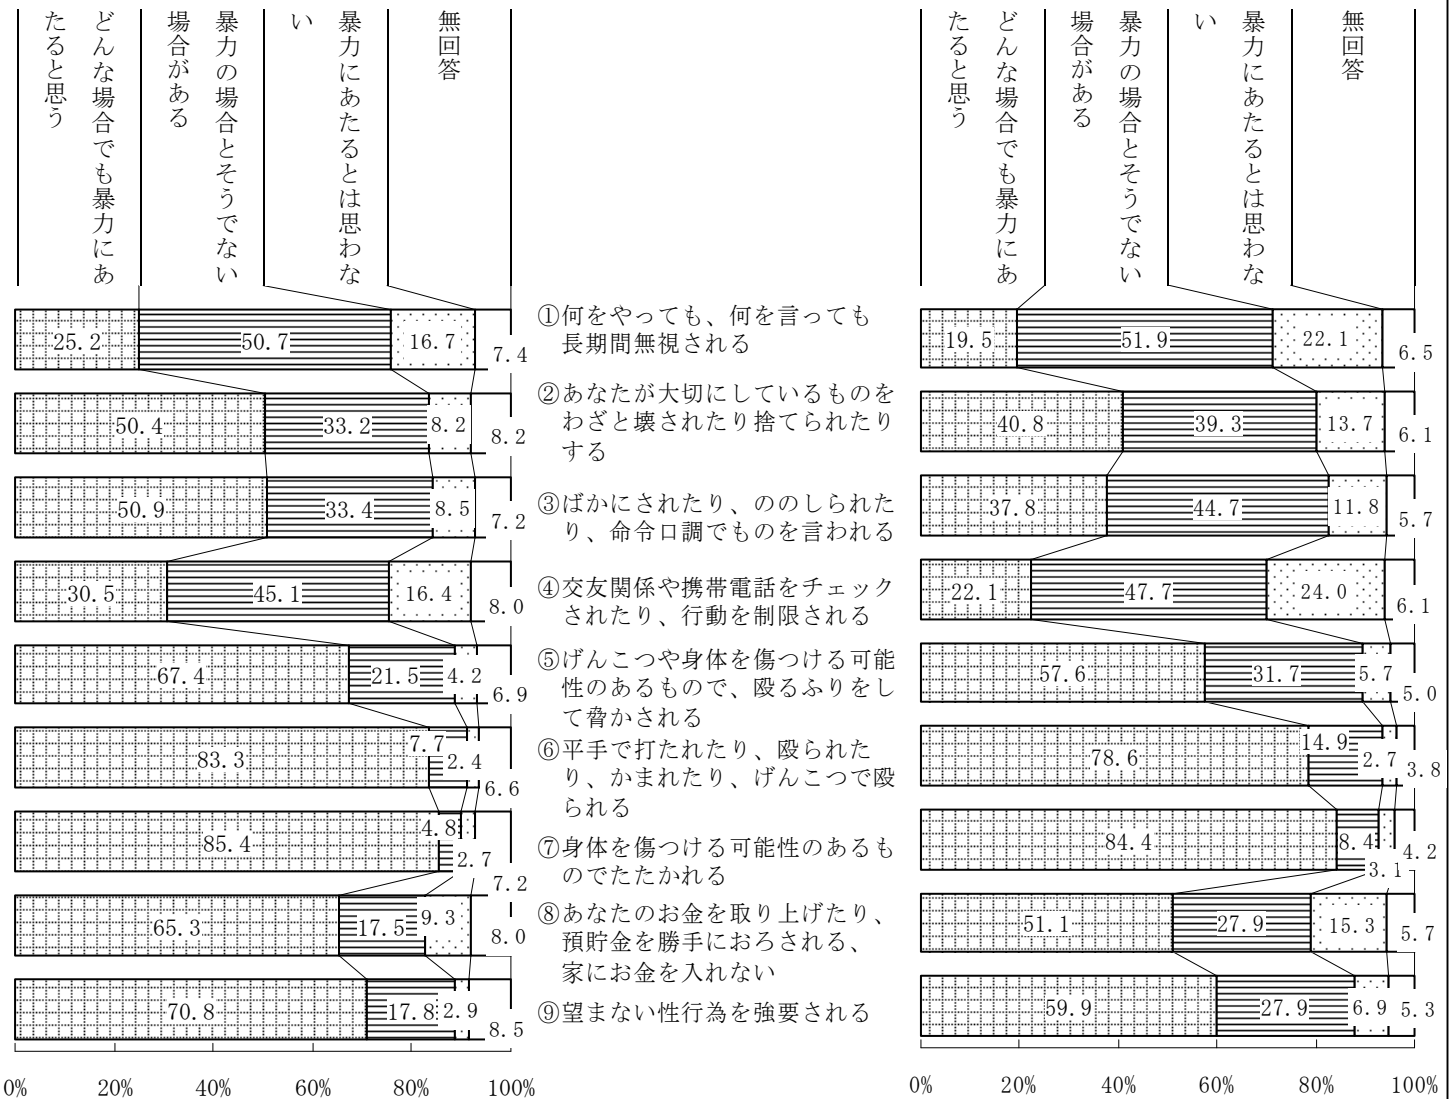 どんな場合でも暴力にあ
たると思う
暴力の場合とそうでない
場合がある
暴力にあたるとは思わな
い
無回答
25.2 50.7 16.7 7.4
50.4 33.2 8.2 8.2
50.9 33.4 8.5 7.2
30.5 45.1 16.4 8.0
67.4 21.5 4.2 6.9
83.3 7.7 2.4 6.6
85.4 4.8 2.7 7.2
65.3 17.5 9.3 8.0
70.8 17.8 2.9 8.5
0% 20% 40% 60% 80% 100%
①何をやっても、何を言っても
長期間無視される
②あなたが大切にしているものを
わざと壊されたり捨てられたり
する
③ばかにされたり、ののしられた
り、命令口調でものを言われる
④交友関係や携帯電話をチェック
されたり、行動を制限される
⑤げんこつや身体を傷つける可能
性のあるもので、殴るふりをし
て脅かされる
⑥平手で打たれたり、殴られた
り、かまれたり、げんこつで殴
られる
⑦身体を傷つける可能性のあるも
のでたたかれる
⑧あなたのお金を取り上げたり、
預貯金を勝手におろされる、
家にお金を入れない
⑨望まない性行為を強要される
どんな場合でも暴力にあ
たると思う
暴力の場合とそうでない
場合がある
暴力にあたるとは思わな
い
無回答
19.5 51.9 22.1 6.5
40.8 39.3 13.7 6.1
37.8 44.7 11.8 5.7
22.1 47.7 24.0 6.1
57.6 31.7 5.7 5.0
78.6 14.9 2.7 3.8
84.4 8.4 3.1 4.2
51.1 27.9 15.3 5.7
59.9 27.9 6.9 5.3
0% 20% 40% 60% 80% 100%